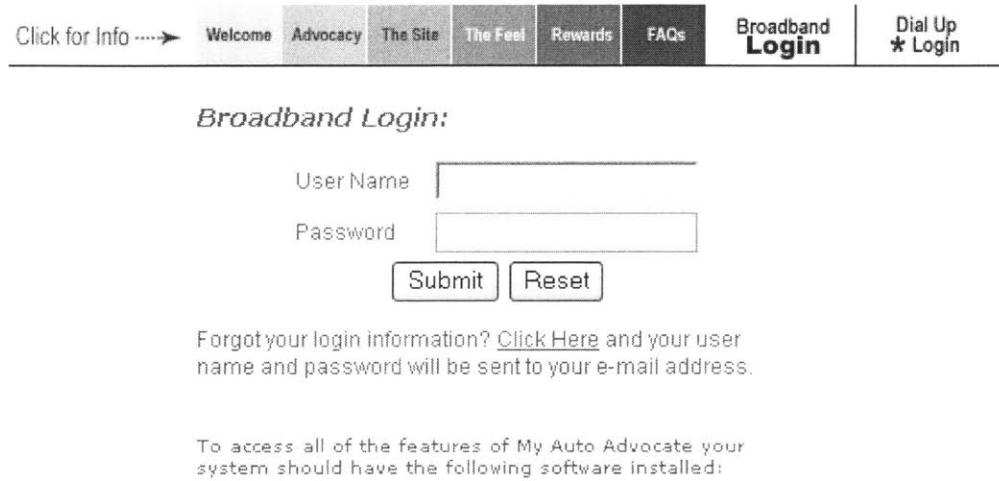 Click for Info Welcome Advocacy The Site The Feel Rewards FAQs Broadband Login Dial Up * Login
Broadband Login:
User Name
Password
Submit Reset
Forgot your login information? Click Here and your user
name and password will be sent to your e-mail address.
To access all of the features of My Auto Advocate your
system should have the following software installed: